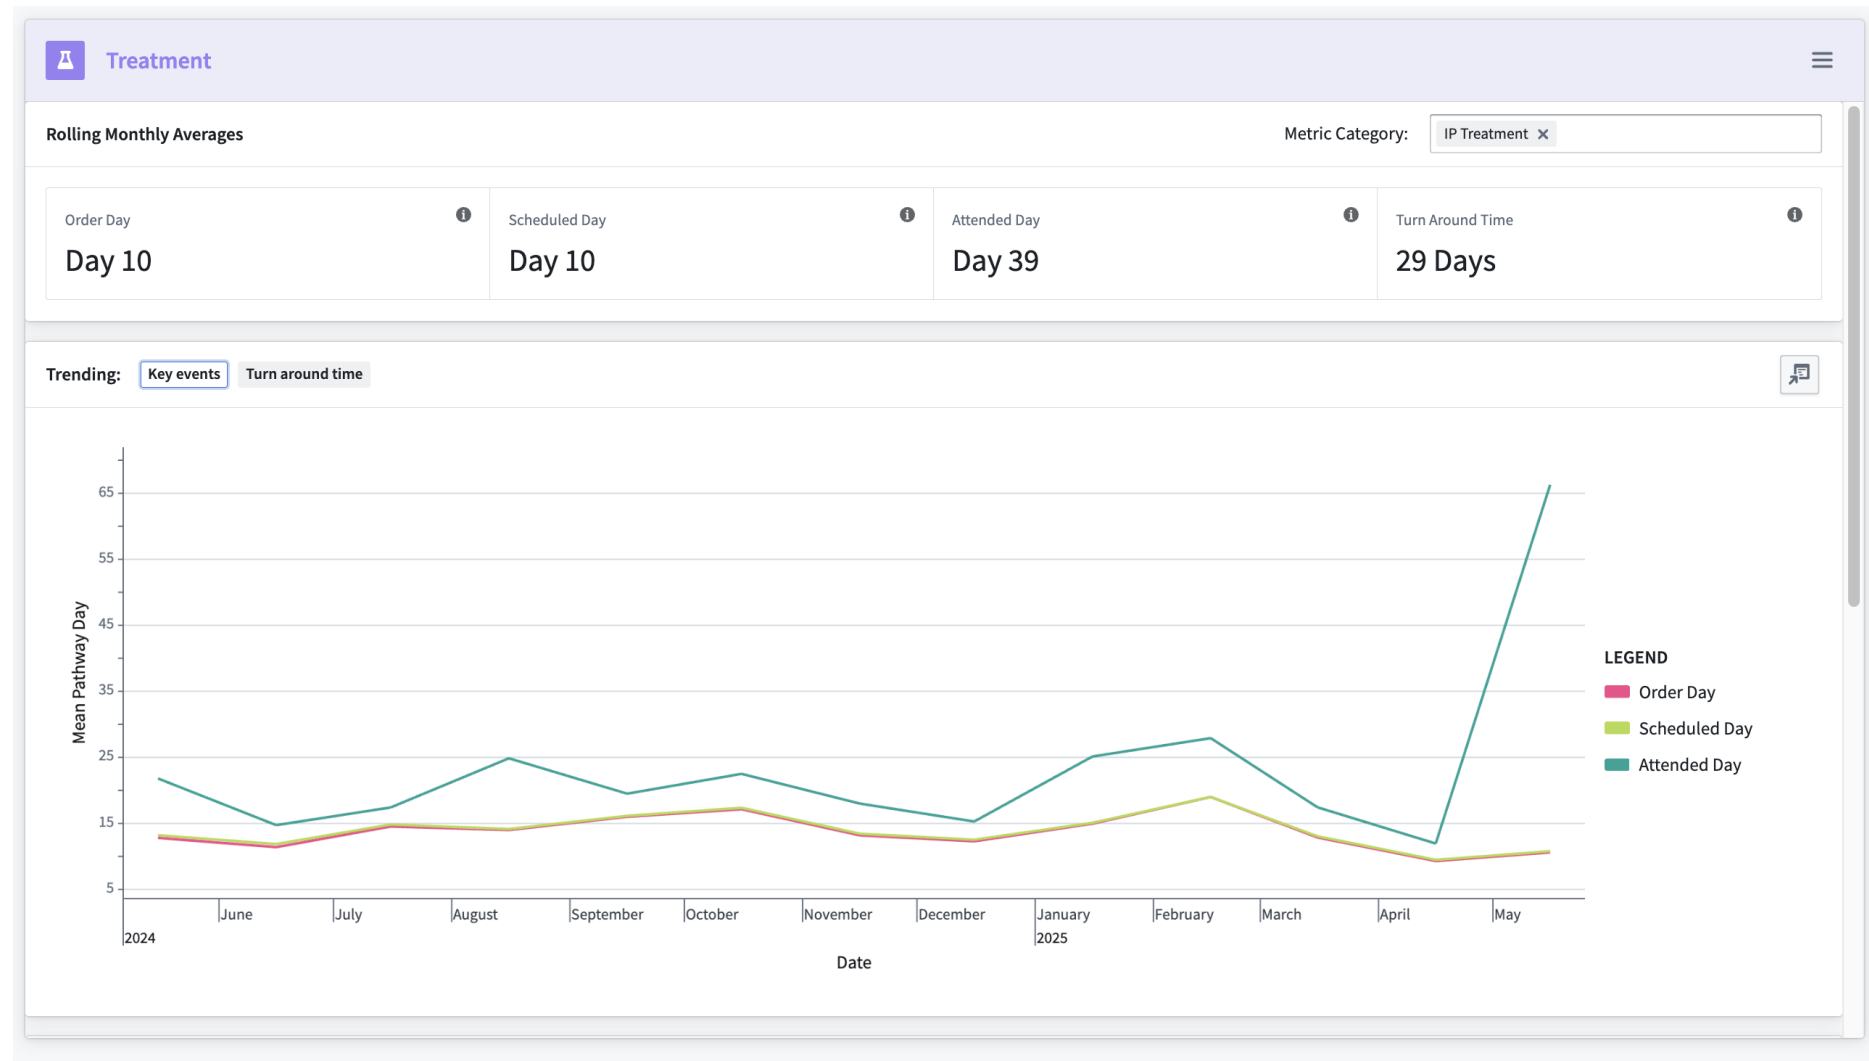 Treatment
Rolling Monthly Averages
Metric Category:
IP Treatment
Order Day
Day 10
Scheduled Day
Day 10
Attended Day
Day 39
Turn Around Time
29 Days
Trending:
Key events
Turn around time
65
55
45
35
25
15
5
Mean Pathway Day
June
July
August
September
October
November
December
January
February
March
April
May
2024
2025
Date
LEGEND
Order Day
Scheduled Day
Attended Day